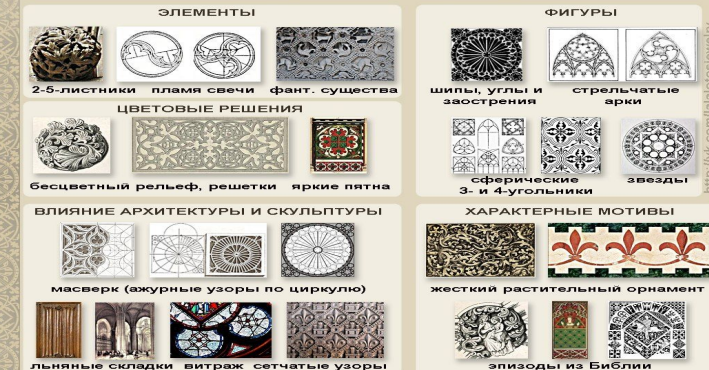 ЭЛЕМЕНТЫ
2-5-листники пламя свечи фант. существа
ЦВЕТОВЫЕ РЕШЕНИЯ
бесцветный рельеф, решетки яркие пятна
ВЛИЯНИЕ АРХИТЕКТУРЫ И СКУЛЬПТУРЫ
масверк (ажурные узоры по циркулю)
льняные складки витраж сетчатые узоры
ФИГУРЫ
шипы, углы и
заострения
стрельчатые
арки
сферические
3- и 4-угольники
звезды
ХАРАКТЕРНЫЕ МОТИВЫ
жесткий растительный орнамент
эпизоды из Библии